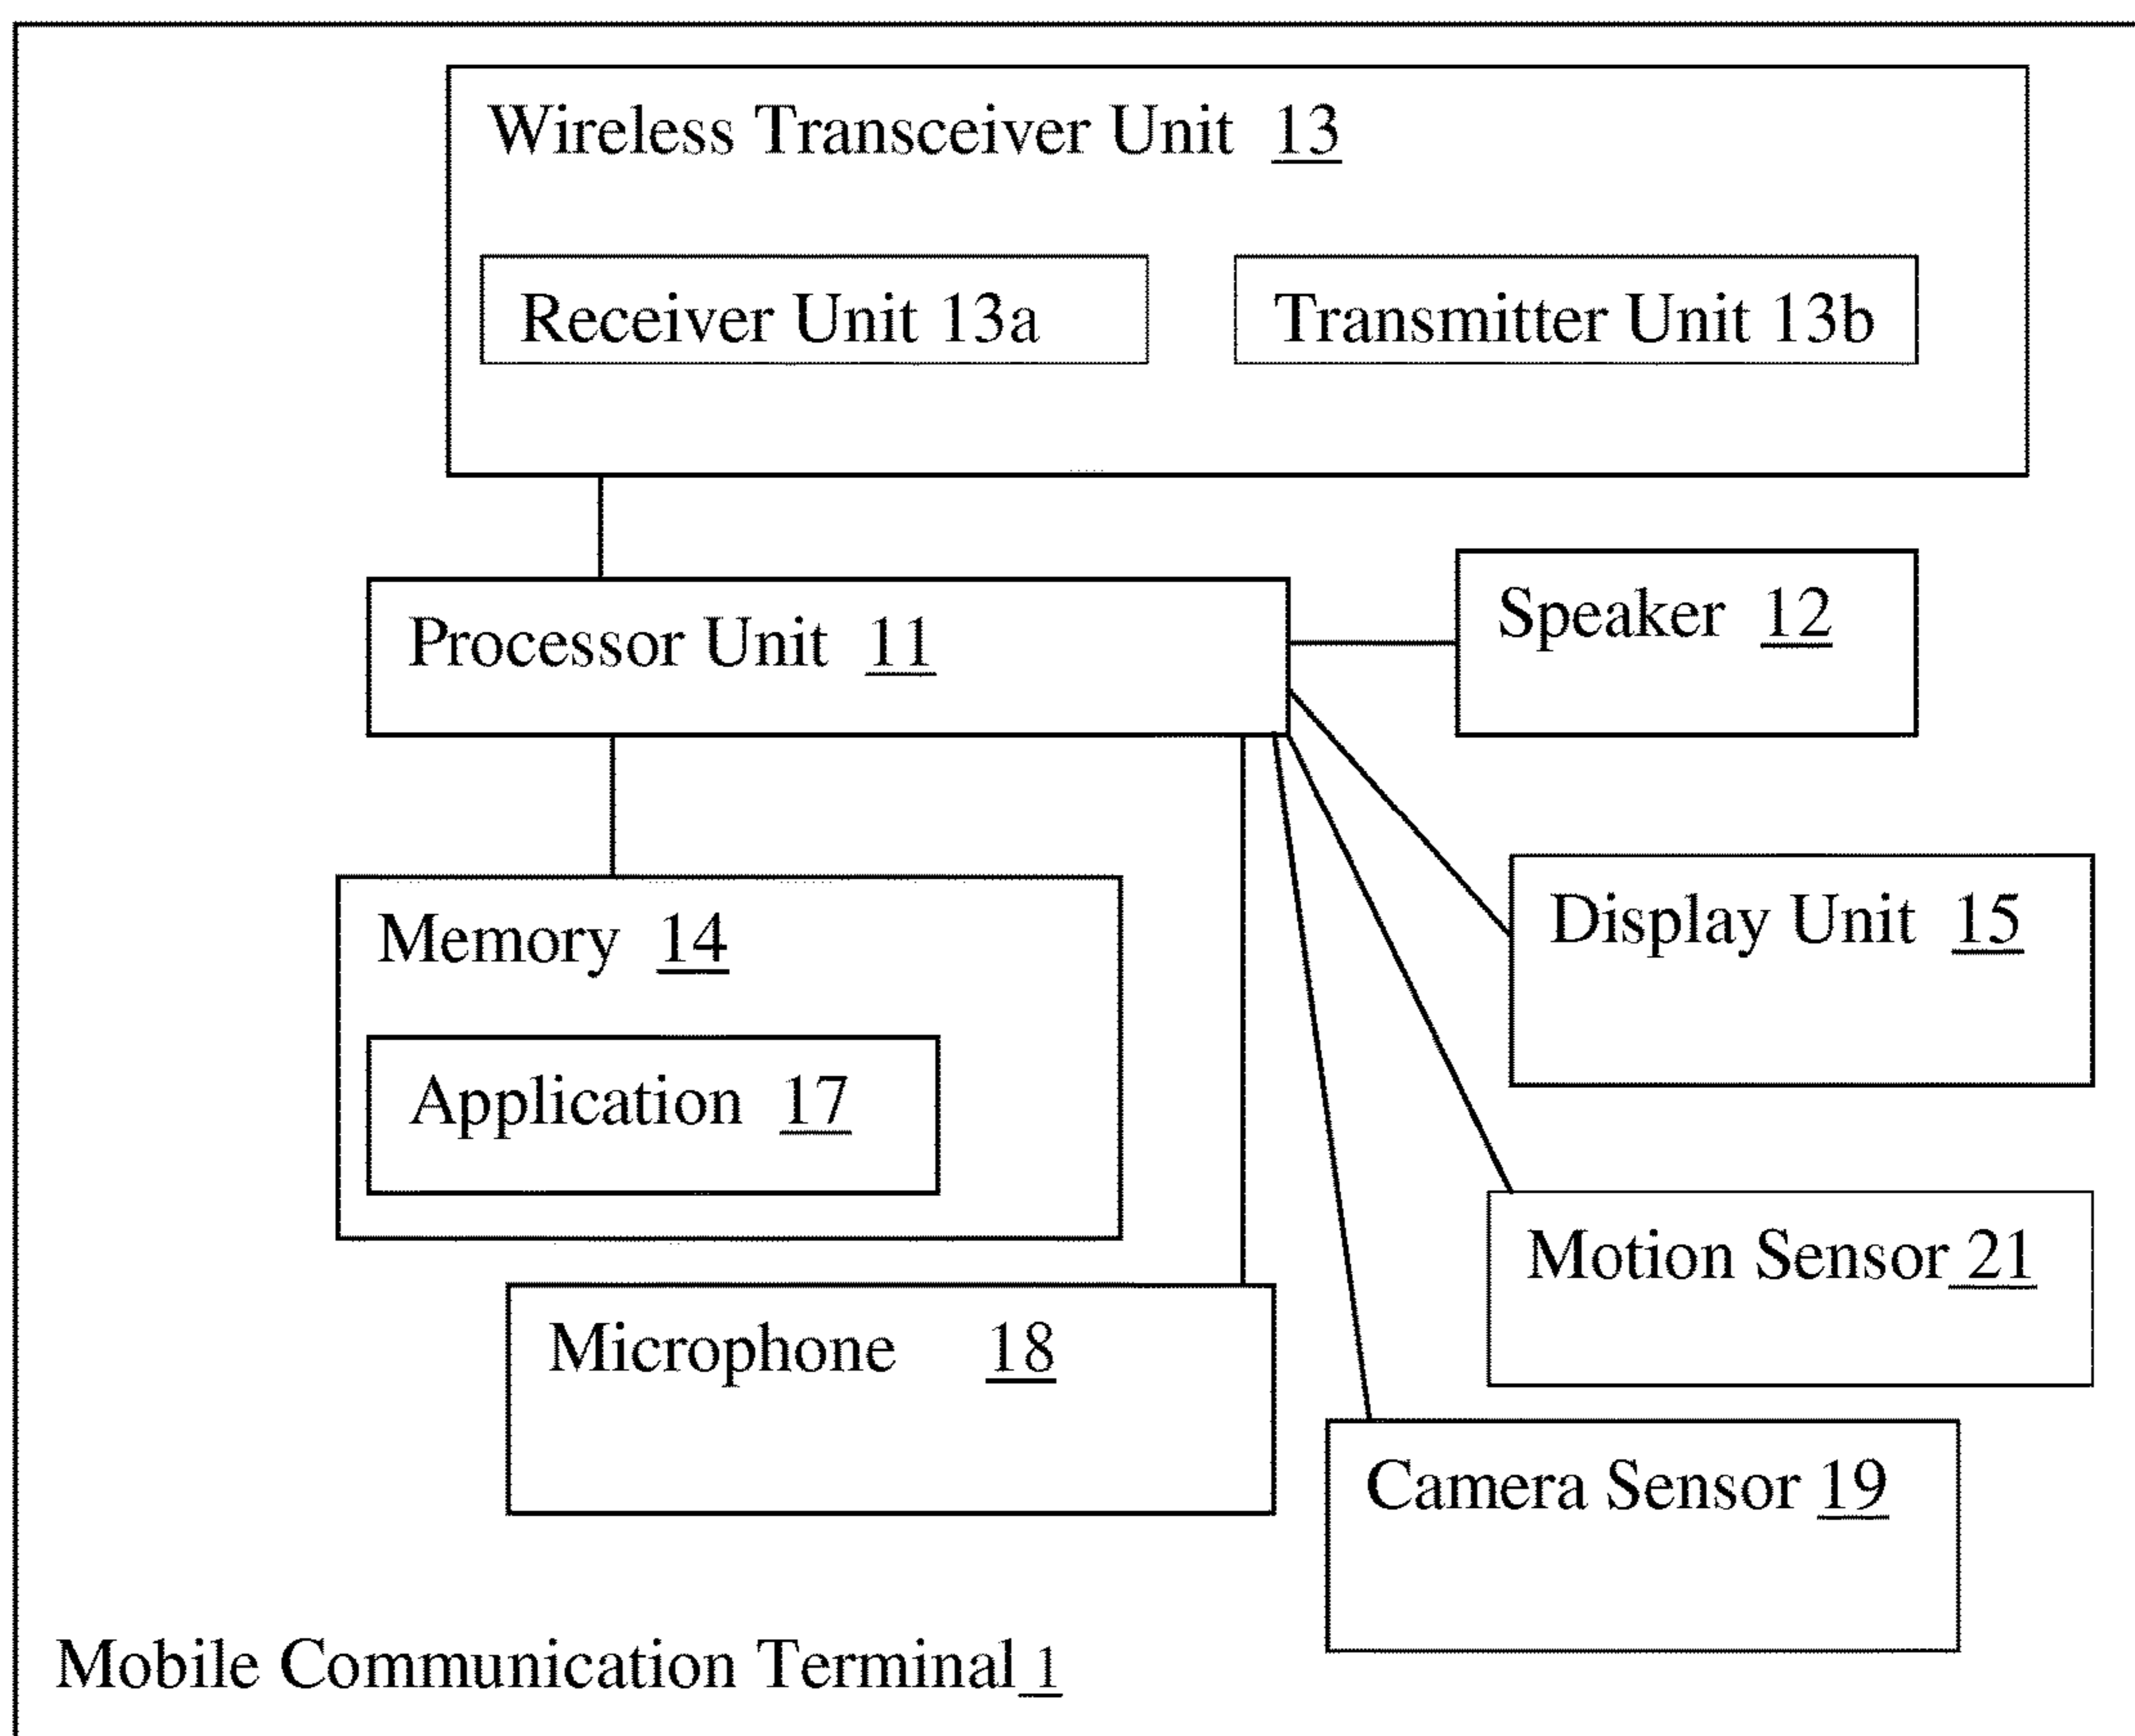 Wireless Transceiver Unit 13
Receiver Unit 13a
Transmitter Unit 13b
Processor Unit 11
Speaker 12
Memory 14
Display Unit 15
Application 17
Motion Sensor 21
Microphone 18
Camera Sensor 19
Mobile Communication Terminal 1